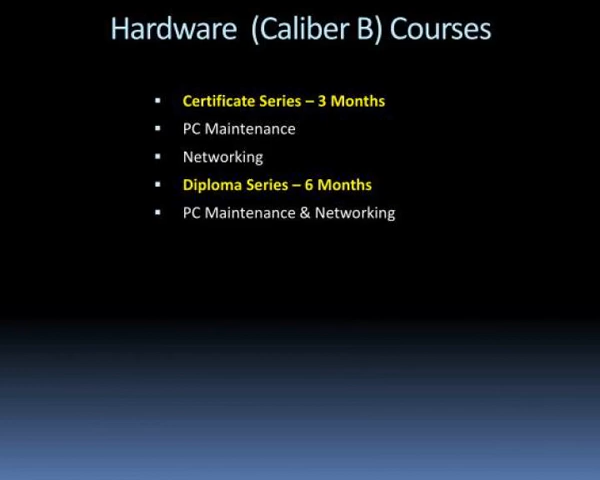 Hardware  (Caliber B) Courses
▪ Certificate Series – 3 Months
▪ PC Maintenance
▪ Networking
▪ Diploma Series – 6 Months
▪ PC Maintenance & Networking